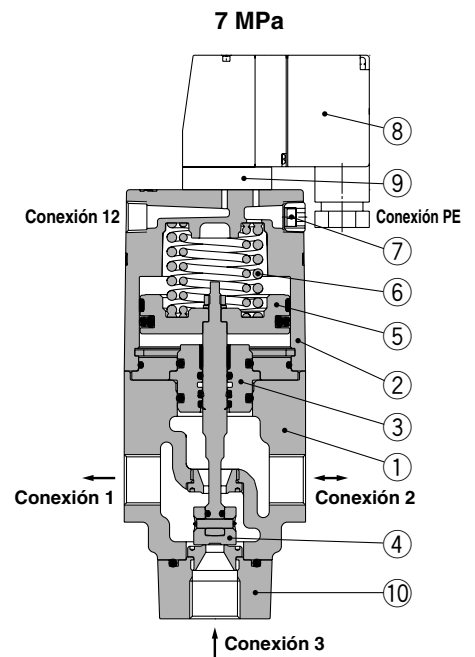 7 MPa
⑧
⑨
Conexión 12
Conexión PE
⑦
⑥
⑤
②
③
①
Conexión 1
Conexión 2
④
⑩
Conexión 3